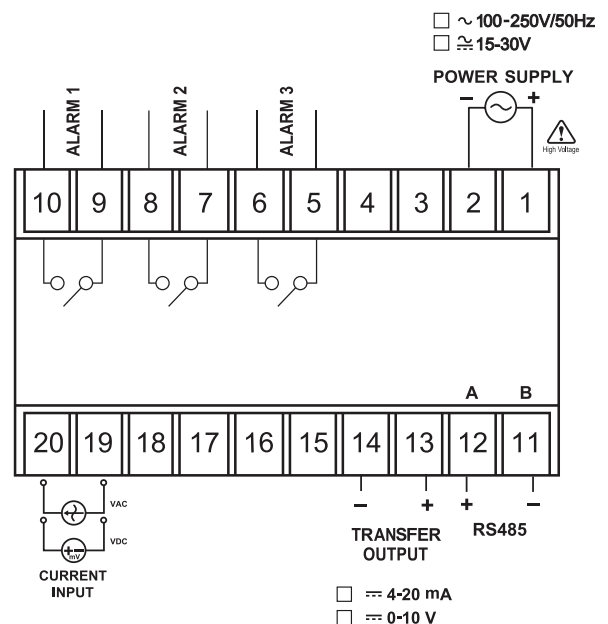 ~ 100-250V/50Hz
≂ 15-30V
POWER SUPPLY
− ~ +
High Voltage
ALARM 1
ALARM 2
ALARM 3
10 9 8 7 6 5 4 3 2 1
A B
20 19 18 17 16 15 14 13 12 11
VAC
+ − mV
VDC
CURRENT
INPUT
− + + −
TRANSFER
OUTPUT
RS485
⎓ 4-20 mA
⎓ 0-10 V